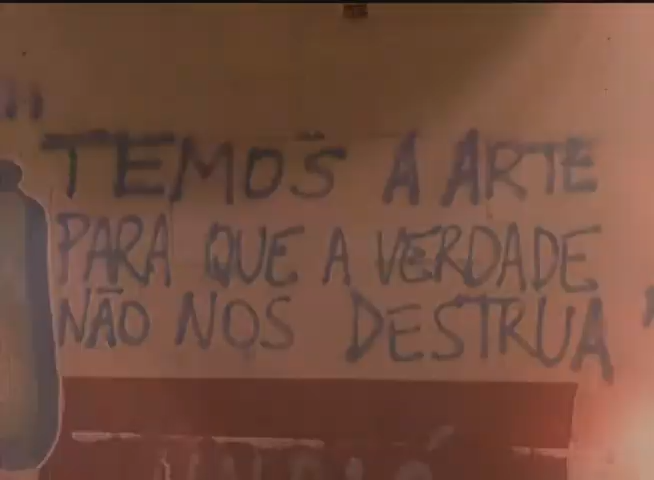 TEMOS A ARTE
PARA QUE A VERDADE
NÃO NOS DESTRUA